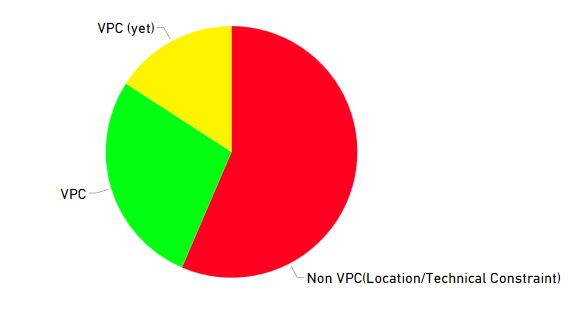 VPC (yet)
VPC
Non VPC(Location/Technical Constraint)